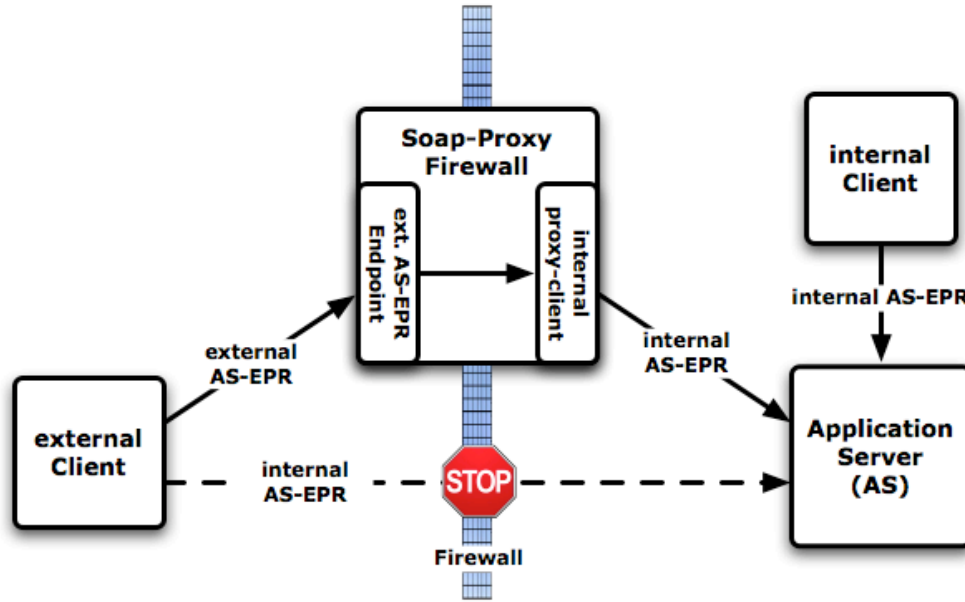 Soap-Proxy
Firewall
ext. AS-EPR
Endpoint
internal
proxy-client
internal
Client
internal AS-EPR
external
AS-EPR
internal
AS-EPR
external
Client
internal
AS-EPR
STOP
Application
Server
(AS)
Firewall